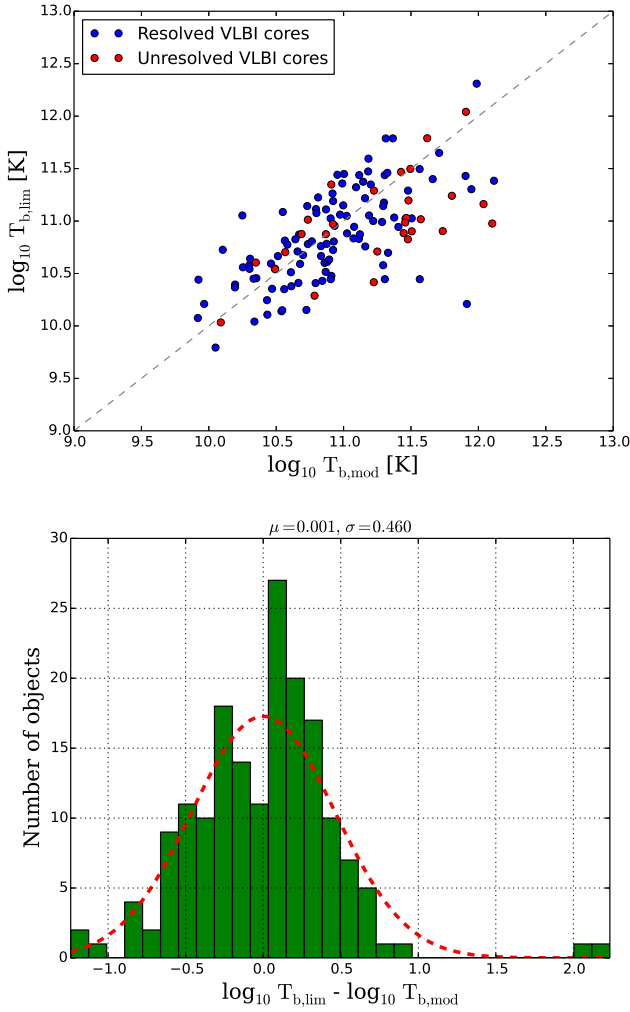 13.0
12.5
12.0
11.5
11.0
10.5
10.0
9.5
9.0
log10 Tb,lim [K]
Resolved VLBI cores
Unresolved VLBI cores
9.0 9.5 10.0 10.5 11.0 11.5 12.0 12.5 13.0
log10 Tb,mod [K]
μ=0.001, σ=0.460
30
25
20
15
10
5
0
Number of objects
−1.0 −0.5 0.0 0.5 1.0 1.5 2.0
log10 Tb,lim - log10 Tb,mod